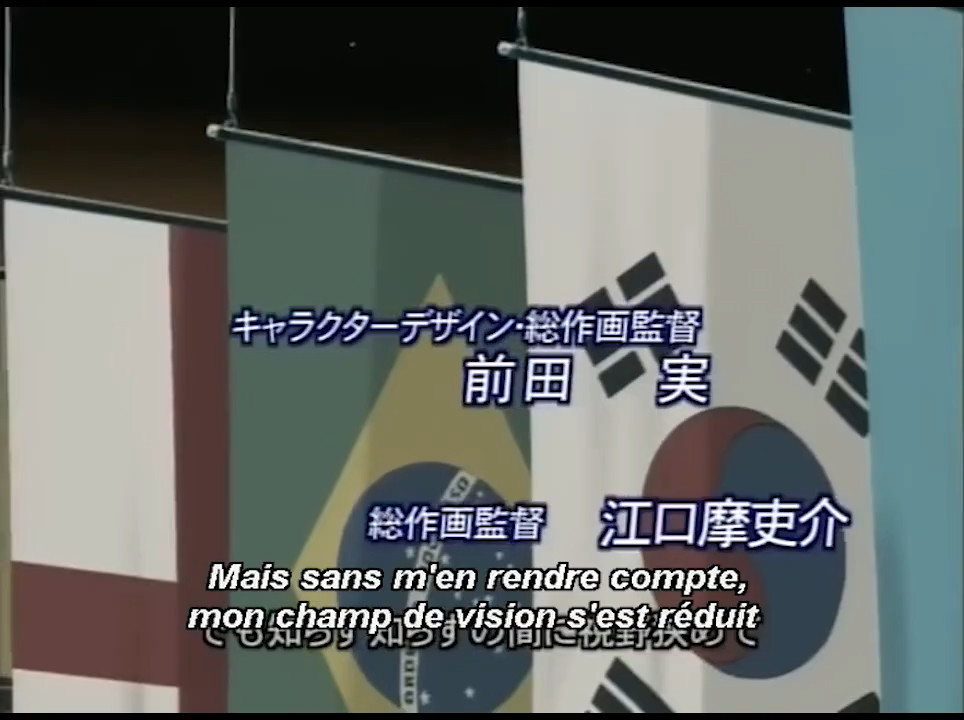 キャラクターデザイン・総作画監督
前田 実
総作画監督 江口摩吏介
Mais sans m'en rendre compte,
mon champ de vision s'est réduit
でも知らず知らずの間に視野狭めて